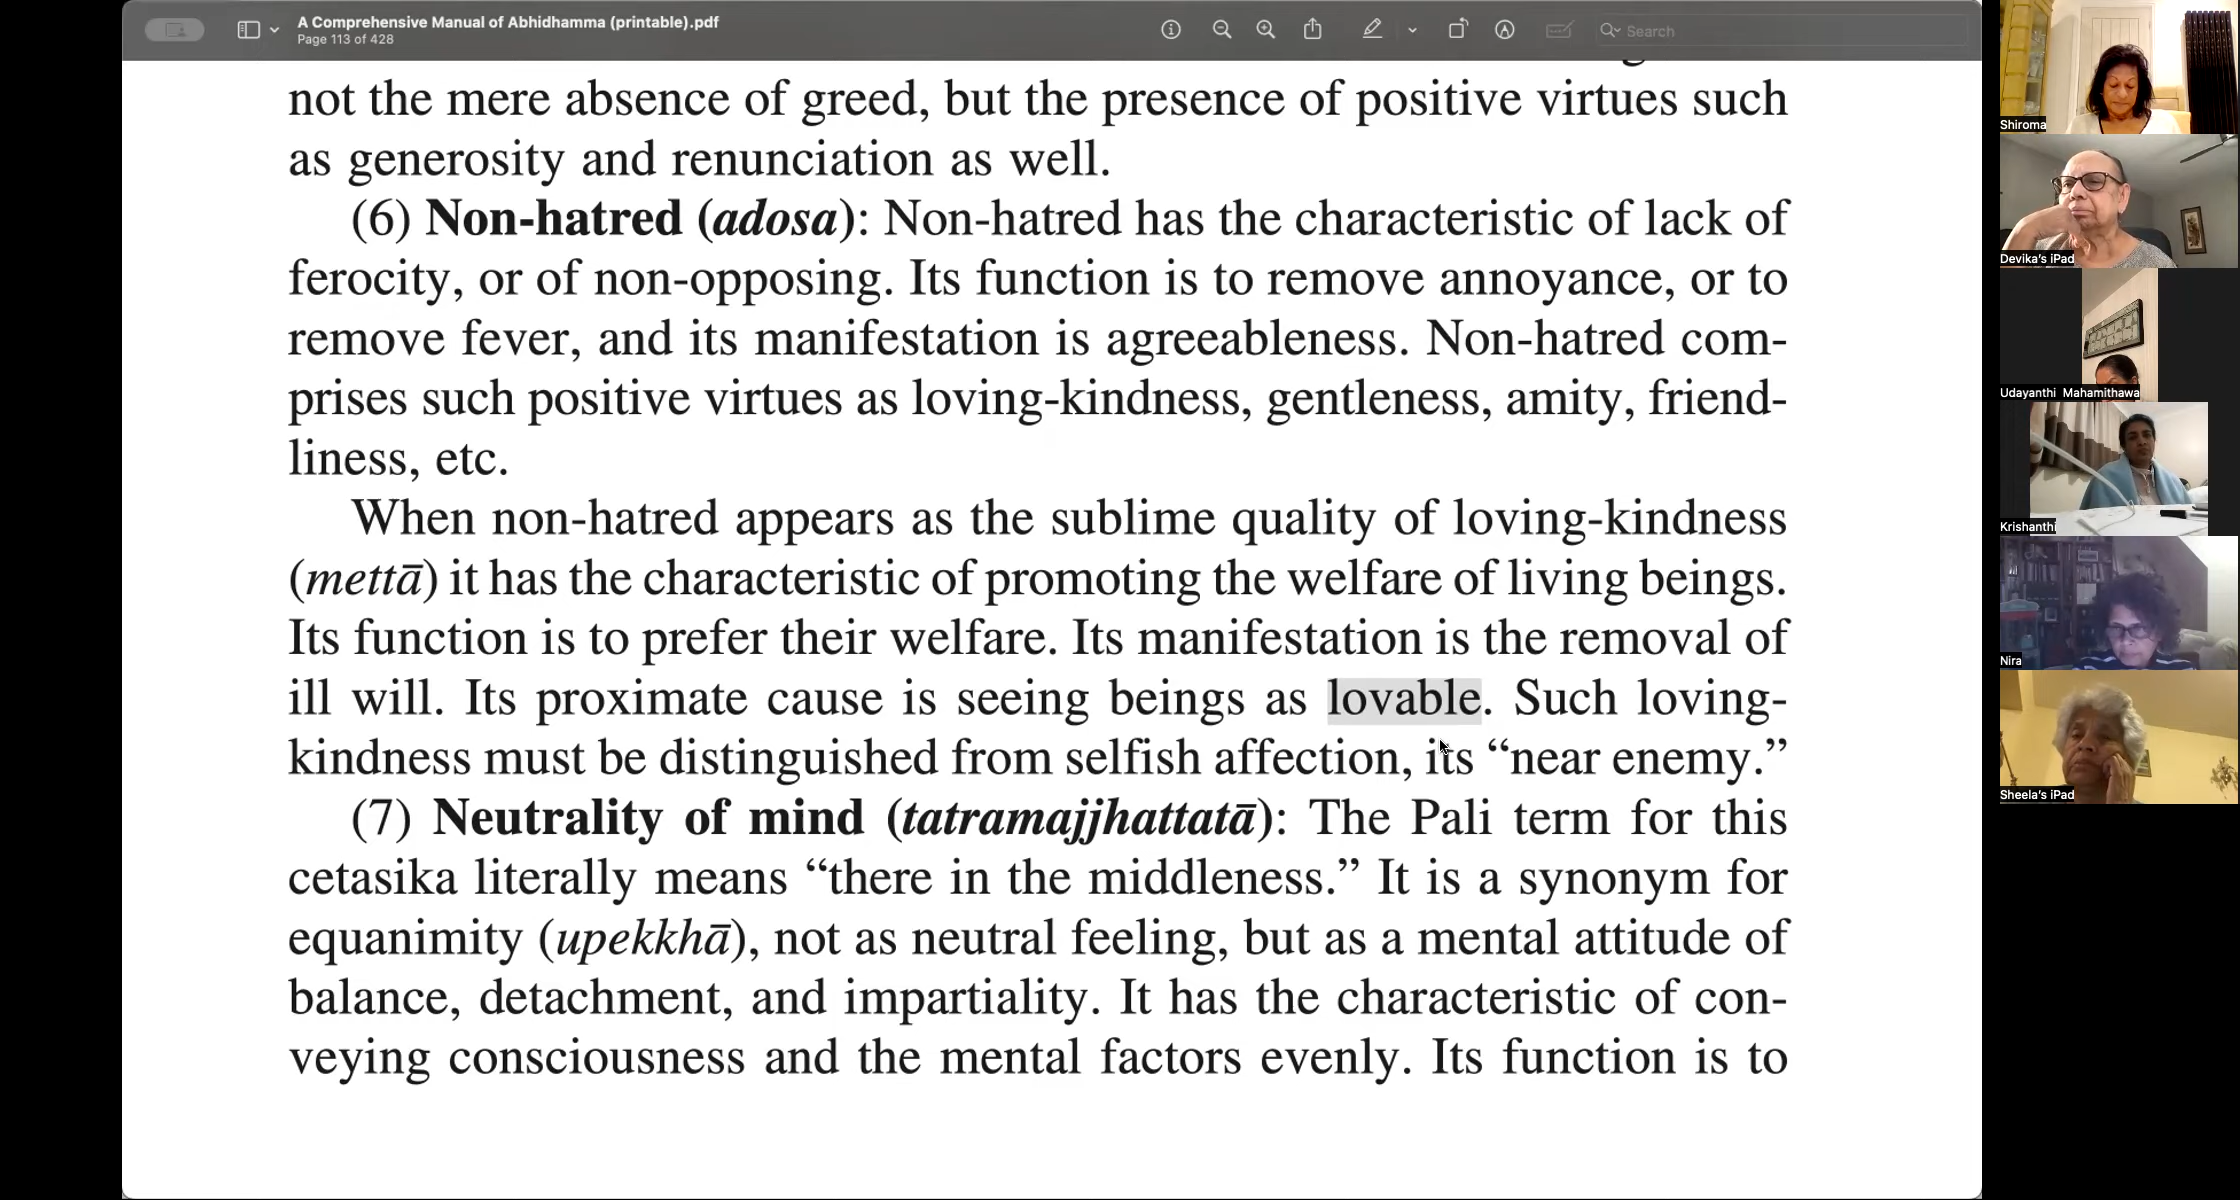 A Comprehensive Manual of Abhidhamma (printable).pdf
Page 113 of 428
Search
not the mere absence of greed, but the presence of positive virtues such
as generosity and renunciation as well.
(6) Non-hatred (adosa): Non-hatred has the characteristic of lack of
ferocity, or of non-opposing. Its function is to remove annoyance, or to
remove fever, and its manifestation is agreeableness. Non-hatred com-
prises such positive virtues as loving-kindness, gentleness, amity, friend-
liness, etc.
When non-hatred appears as the sublime quality of loving-kindness
(mettā) it has the characteristic of promoting the welfare of living beings.
Its function is to prefer their welfare. Its manifestation is the removal of
ill will. Its proximate cause is seeing beings as lovable. Such loving-
kindness must be distinguished from selfish affection, its “near enemy.”
(7) Neutrality of mind (tatramajjhattatā): The Pali term for this
cetasika literally means “there in the middleness.” It is a synonym for
equanimity (upekkhā), not as neutral feeling, but as a mental attitude of
balance, detachment, and impartiality. It has the characteristic of con-
veying consciousness and the mental factors evenly. Its function is to
Shiroma
Devika's iPad
Udayanthi Mahamithawa
Krishanthi
Nira
Sheela's iPad